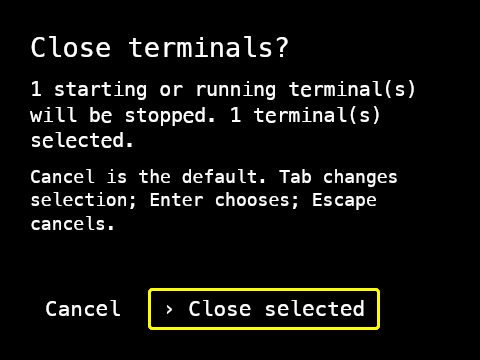 Close terminals?
1 starting or running terminal(s)
will be stopped. 1 terminal(s)
selected.
Cancel is the default. Tab changes
selection; Enter chooses; Escape
cancels.
Cancel › Close selected